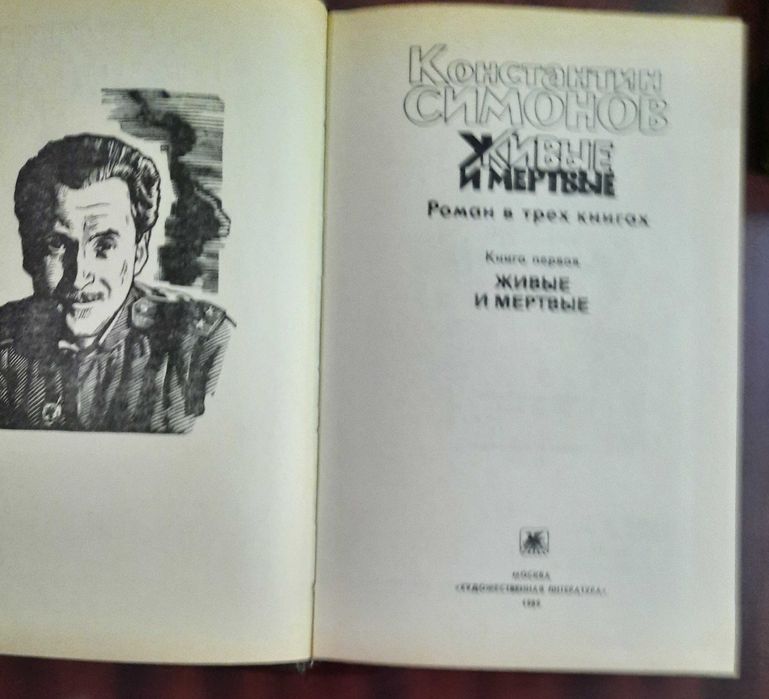 Константин
СИМОНОВ
ЖИВЫЕ
И МЕРТВЫЕ
Роман в трех книгах
Книга первая
ЖИВЫЕ
И МЕРТВЫЕ
МОСКВА
«ХУДОЖЕСТВЕННАЯ ЛИТЕРАТУРА»